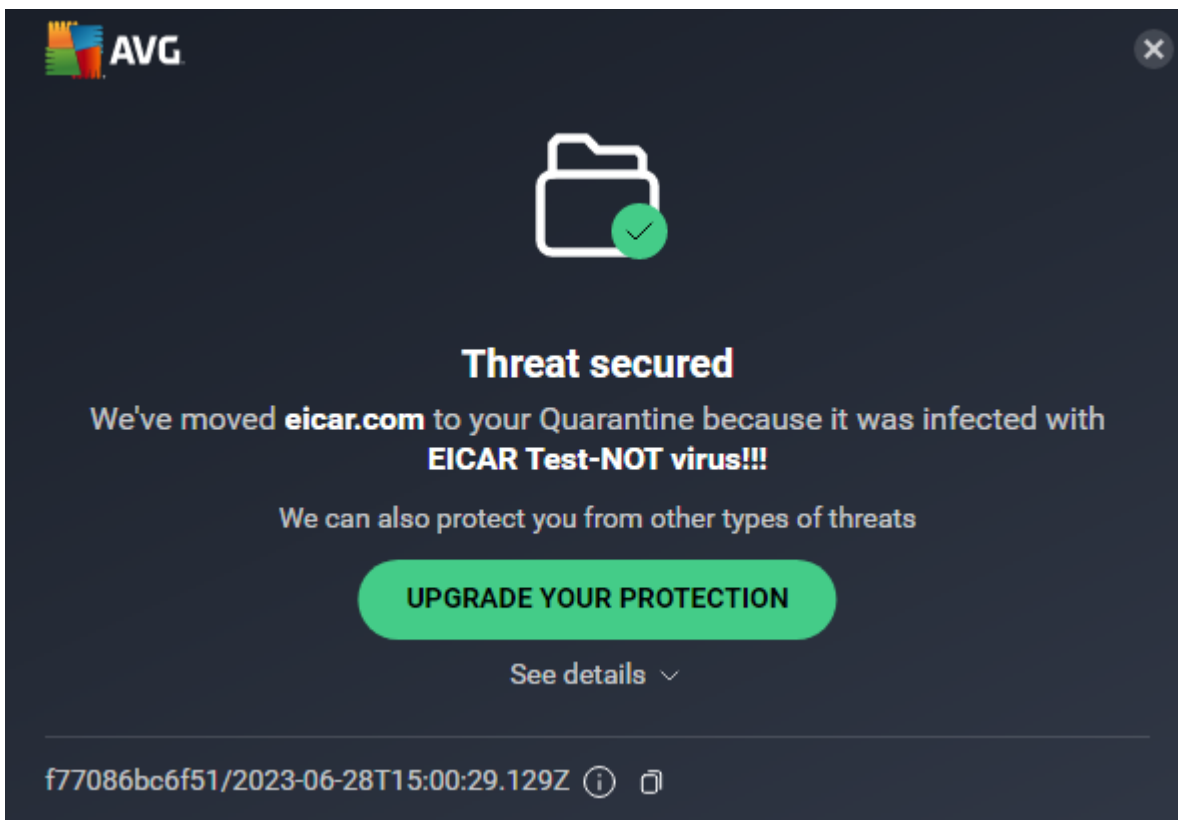 AVG
Threat secured
We've moved eicar.com to your Quarantine because it was infected with
EICAR Test-NOT virus!!!
We can also protect you from other types of threats
UPGRADE YOUR PROTECTION
See details
f77086bc6f51/2023-06-28T15:00:29.129Z